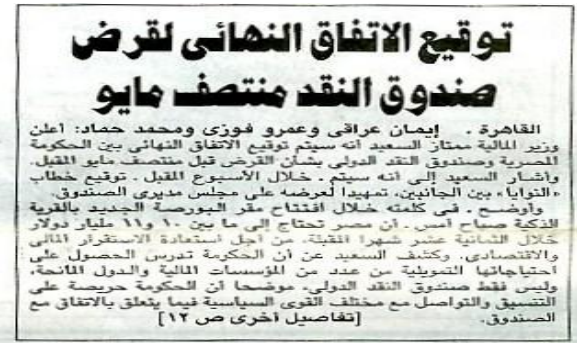 توقيع الاتفاق النهائى لقرض
صندوق النقد منتصف مايو
القاهرة ـ إيمان عراقى وعمرو فوزى ومحمد حماد: أعلن
وزير المالية ممتاز السعيد أنه سيتم توقيع الاتفاق النهائى بين الحكومة
المصرية وصندوق النقد الدولى بشأن القرض قبل منتصف مايو المقبل.
وأشار السعيد إلى أنه سيتم ـ خلال الأسبوع المقبل ـ توقيع خطاب
«النوايا» بين الجانبين، تمهيدا لعرضه على مجلس مديرى الصندوق.
وأوضح ـ فى كلمته خلال افتتاح مقر البورصة الجديد بالقرية
الذكية صباح أمس ـ أن مصر تحتاج إلى ما بين ١٠ و١١ مليار دولار
خلال الثمانية عشر شهرا المقبلة، من أجل استعادة الاستقرار المالى
والاقتصادى. وكشف السعيد عن أن الحكومة تدرس الحصول على
احتياجاتها التمويلية من عدد من المؤسسات المالية والدول المانحة،
وليس فقط صندوق النقد الدولى، موضحا أن الحكومة حريصة على
التنسيق والتواصل مع مختلف القوى السياسية فيما يتعلق بالاتفاق مع
الصندوق. [تفاصيل أخرى ص ١٢]